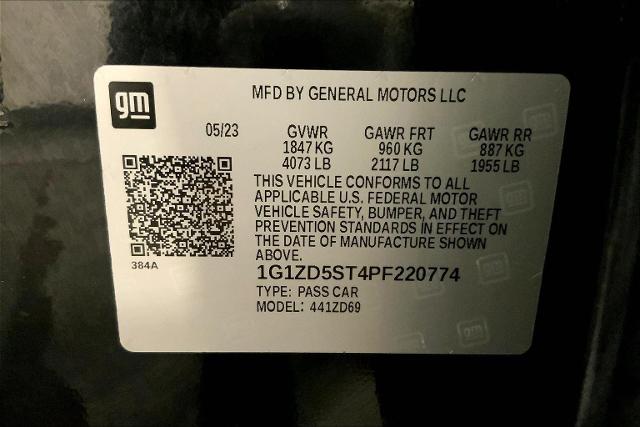 gm
MFD BY GENERAL MOTORS LLC
05/23 GVWR GAWR FRT GAWR RR
1847 KG 960 KG 887 KG
4073 LB 2117 LB 1955 LB
THIS VEHICLE CONFORMS TO ALL
APPLICABLE U.S. FEDERAL MOTOR
VEHICLE SAFETY, BUMPER, AND THEFT
PREVENTION STANDARDS IN EFFECT ON
THE DATE OF MANUFACTURE SHOWN
ABOVE.
384A
1G1ZD5ST4PF220774
TYPE: PASS CAR
MODEL: 441ZD69